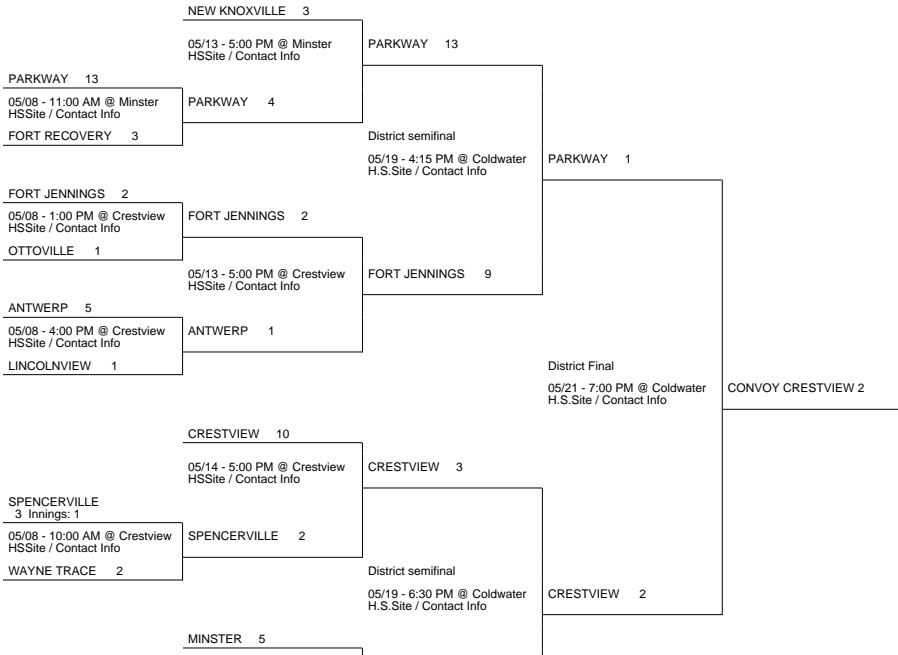 NEW KNOXVILLE 3
05/13 - 5:00 PM @ Minster
HSSite / Contact Info
PARKWAY 13
PARKWAY 13
05/08 - 11:00 AM @ Minster
HSSite / Contact Info
PARKWAY 4
FORT RECOVERY 3
District semifinal
05/19 - 4:15 PM @ Coldwater
H.S.Site / Contact Info
PARKWAY 1
FORT JENNINGS 2
05/08 - 1:00 PM @ Crestview
HSSite / Contact Info
FORT JENNINGS 2
OTTOVILLE 1
05/13 - 5:00 PM @ Crestview
HSSite / Contact Info
FORT JENNINGS 9
ANTWERP 5
05/08 - 4:00 PM @ Crestview
HSSite / Contact Info
ANTWERP 1
LINCOLNVIEW 1
District Final
05/21 - 7:00 PM @ Coldwater
H.S.Site / Contact Info
CONVOY CRESTVIEW 2
CRESTVIEW 10
05/14 - 5:00 PM @ Crestview
HSSite / Contact Info
CRESTVIEW 3
SPENCERVILLE
3 Innings: 1
05/08 - 10:00 AM @ Crestview
HSSite / Contact Info
SPENCERVILLE 2
WAYNE TRACE 2
District semifinal
05/19 - 6:30 PM @ Coldwater
H.S.Site / Contact Info
CRESTVIEW 2
MINSTER 5